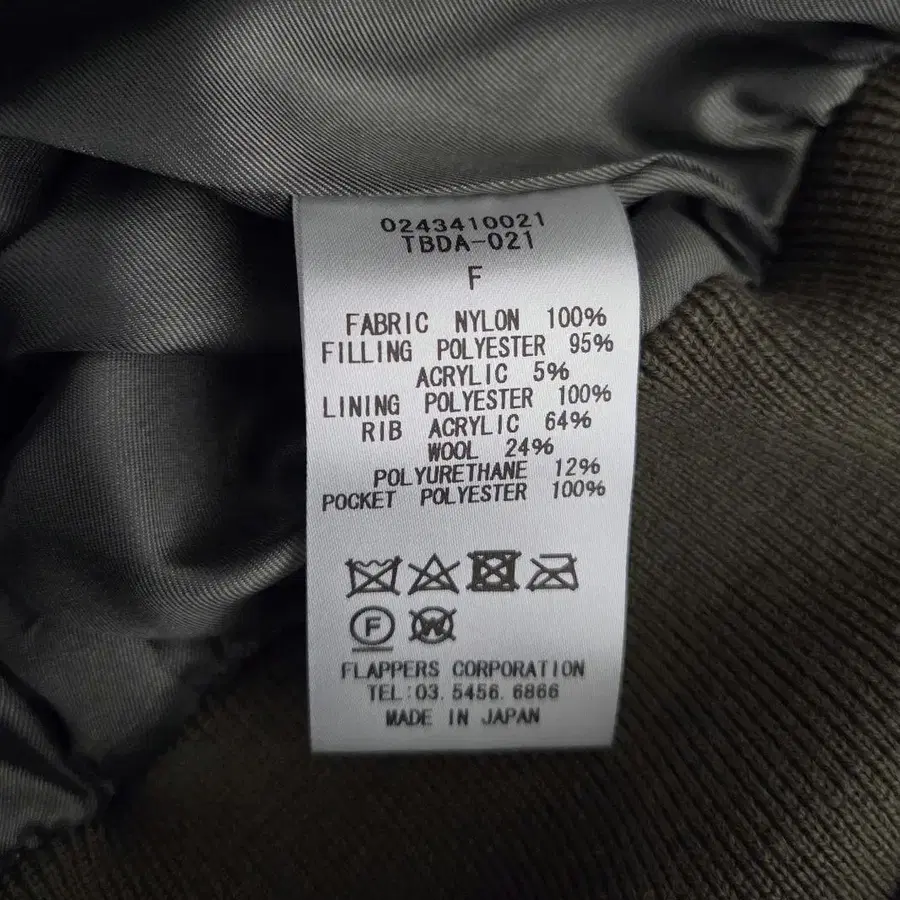 0243410021
TBDA-021
F
FABRIC NYLON 100%
FILLING POLYESTER 95%
ACRYLIC 5%
LINING POLYESTER 100%
RIB ACRYLIC 64%
WOOL 24%
POLYURETHANE 12%
POCKET POLYESTER 100%
F W
FLAPPERS CORPORATION
TEL:03.5456.6866
MADE IN JAPAN